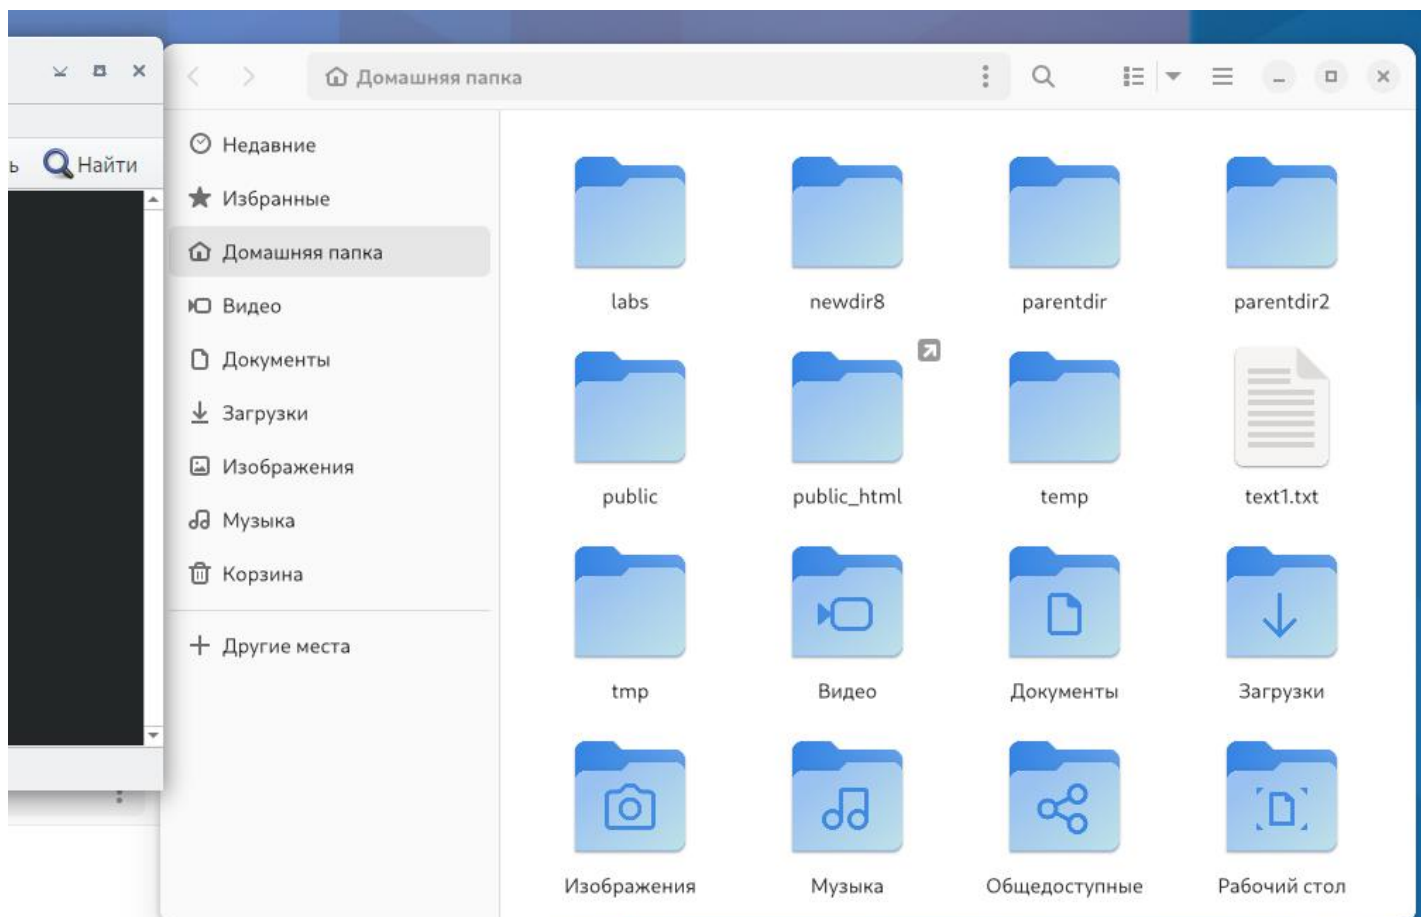 Домашняя папка
ь Найти
Недавние
Избранные
Домашняя папка
Видео
Документы
Загрузки
Изображения
Музыка
Корзина
Другие места
labs newdir8 parentdir parentdir2
public public_html temp text1.txt
tmp Видео Документы Загрузки
Изображения Музыка Общедоступные Рабочий стол